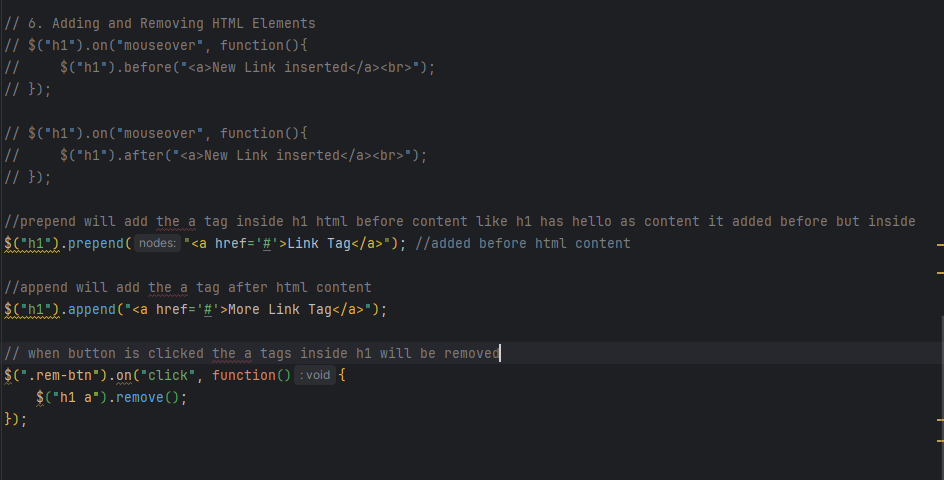 // 6. Adding and Removing HTML Elements
// $("h1").on("mouseover", function(){
//     $("h1").before("<a>New Link inserted</a><br>");
// });
// $("h1").on("mouseover", function(){
//     $("h1").after("<a>New Link inserted</a><br>");
// });
//prepend will add the a tag inside h1 html before content like h1 has hello as content it added before but inside
$("h1").prepend( nodes: "<a href='#'>Link Tag</a>"); //added before html content
//append will add the a tag after html content
$("h1").append("<a href='#'>More Link Tag</a>");
// when button is clicked the a tags inside h1 will be removed
$(".rem-btn").on("click", function() : void {
    $("h1 a").remove();
});